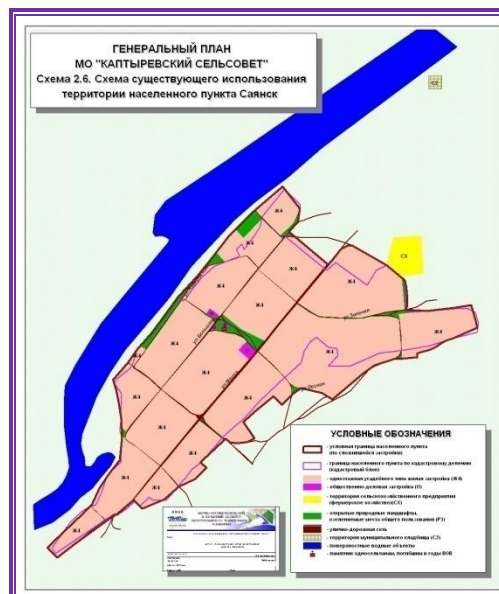 ГЕНЕРАЛЬНЫЙ ПЛАН
МО "КАПТЫРЕВСКИЙ СЕЛЬСОВЕТ"
Схема 2.6. Схема существующего использования
территории населенного пункта Саянск
С2
СХ
Ж4
Ж4
Ж4
Ж4
Ж4
Ж4
Ж4
Ж4
Ж4
Ж4
Ж4
Ж4
УСЛОВНЫЕ ОБОЗНАЧЕНИЯ
- условная граница населенного пункта
(по сложившейся застройке)
- граница населенного пункта по кадастровому делению
(кадастровый блок)
- одноэтажная усадебного типа жилая застройка (Ж4)
- общественно-деловая застройка
- территория сельскохозяйственного предприятия
(фермерское хозяйство)(СХ)
- открытые природные ландшафты,
озелененные места общего пользования (Р3)
- улично-дорожная сеть
- территория муниципального кладбища (С2)
- поверхностные водные объекты
- памятник односельчанам, погибшим в годы ВОВ